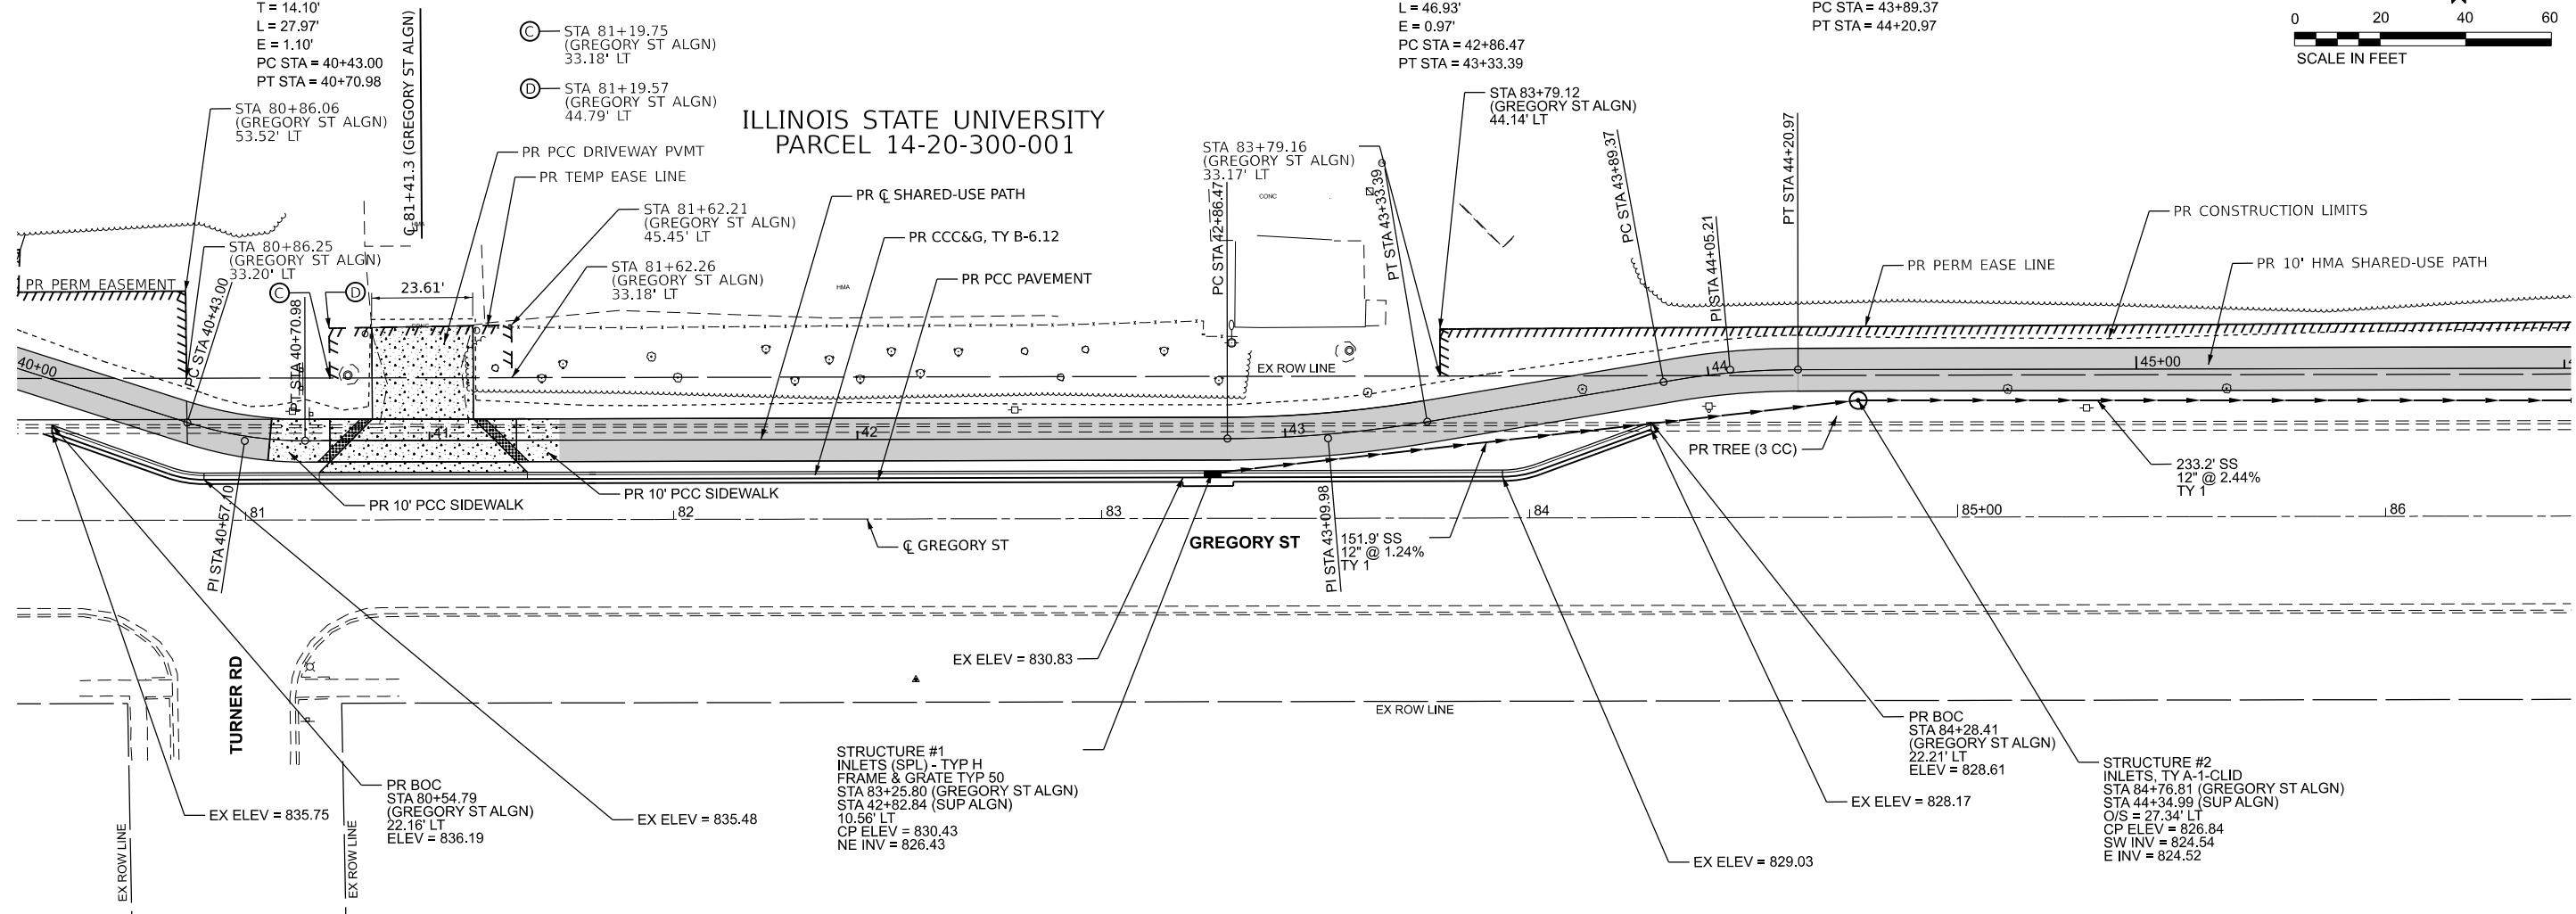 T = 14.10'
L = 27.97'
E = 1.10'
PC STA = 40+43.00
PT STA = 40+70.98
℄ 81+41.3 (GREGORY ST ALGN)
C
STA 81+19.75
(GREGORY ST ALGN)
33.18' LT
D
STA 81+19.57
(GREGORY ST ALGN)
44.79' LT
L = 46.93'
E = 0.97'
PC STA = 42+86.47
PT STA = 43+33.39
PC STA = 43+89.37
PT STA = 44+20.97
0 20 40 60
SCALE IN FEET
STA 80+86.06
(GREGORY ST ALGN)
53.52' LT
ILLINOIS STATE UNIVERSITY
PARCEL 14-20-300-001
STA 83+79.12
(GREGORY ST ALGN)
44.14' LT
STA 83+79.16
(GREGORY ST ALGN)
33.17' LT
PR PCC DRIVEWAY PVMT
PR TEMP EASE LINE
PR ℄ SHARED-USE PATH
STA 81+62.21
(GREGORY ST ALGN)
45.45' LT
PR CCC&G, TY B-6.12
STA 81+62.26
(GREGORY ST ALGN)
33.18' LT
PR PCC PAVEMENT
STA 80+86.25
(GREGORY ST ALGN)
33.20' LT
PR PERM EASEMENT
C
D
23.61'
CONC
HMA
CONC
PC STA 40+43.00
PT STA 40+70.98
PC STA 42+86.47
PT STA 43+33.39
PC STA 43+89.37
PI STA 44+05.21
PT STA 44+20.97
PR CONSTRUCTION LIMITS
PR PERM EASE LINE
PR 10' HMA SHARED-USE PATH
EX ROW LINE
40+00
41
42
43
44
45+00
PR TREE (3 CC)
233.2' SS
12" @ 2.44%
TY 1
PR 10' PCC SIDEWALK
PR 10' PCC SIDEWALK
PI STA 40+57.10
81
82
83
84
85+00
86
℄ GREGORY ST
GREGORY ST
PI STA 43+09.98
151.9' SS
12" @ 1.24%
TY 1
TURNER RD
EX ELEV = 830.83
EX ROW LINE
PR BOC
STA 84+28.41
(GREGORY ST ALGN)
22.21' LT
ELEV = 828.61
STRUCTURE #1
INLETS (SPL) - TYP H
FRAME & GRATE TYP 50
STA 83+25.80 (GREGORY ST ALGN)
STA 42+82.84 (SUP ALGN)
10.56' LT
CP ELEV = 830.43
NE INV = 826.43
STRUCTURE #2
INLETS, TY A-1-CLID
STA 84+76.81 (GREGORY ST ALGN)
STA 44+34.99 (SUP ALGN)
O/S = 27.34' LT
CP ELEV = 826.84
SW INV = 824.54
E INV = 824.52
PR BOC
STA 80+54.79
(GREGORY ST ALGN)
22.16' LT
ELEV = 836.19
EX ELEV = 835.75
EX ELEV = 835.48
EX ELEV = 828.17
EX ELEV = 829.03
EX ROW LINE
EX ROW LINE